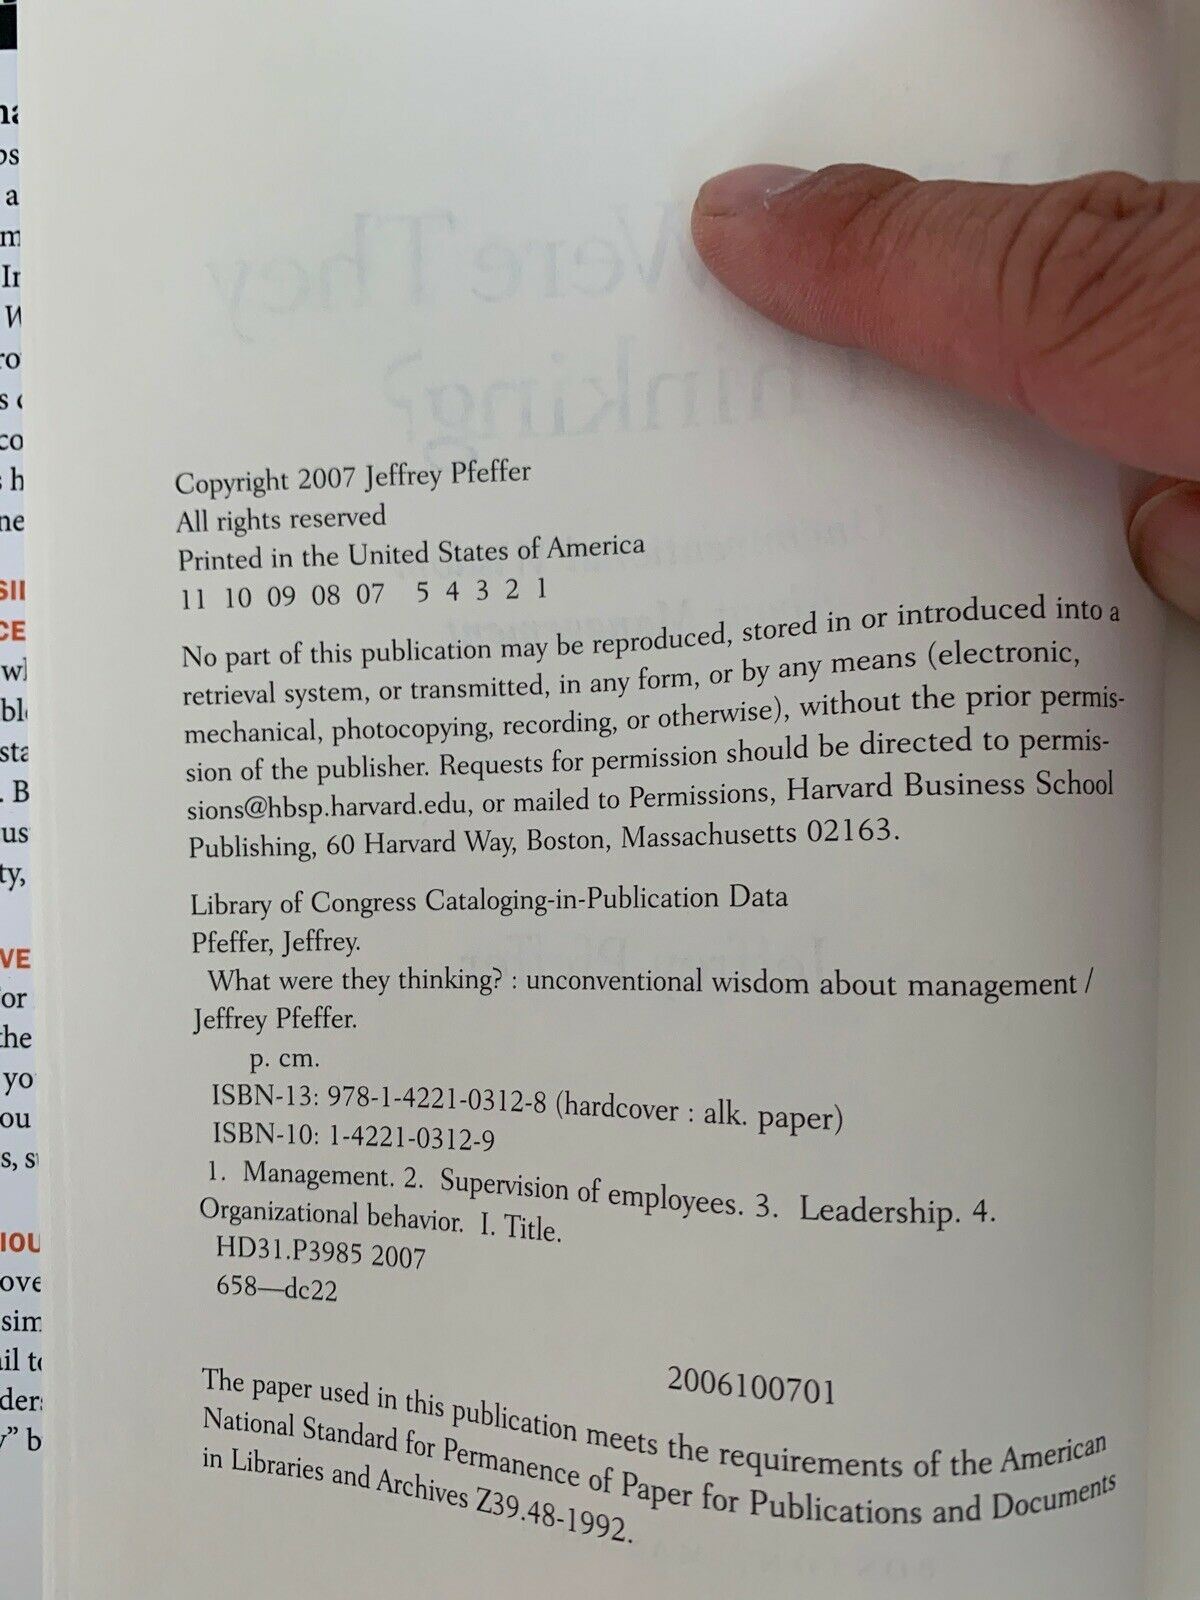 Copyright 2007 Jeffrey Pfeffer
All rights reserved
Printed in the United States of America
11 10 09 08 07 5 4 3 2 1
No part of this publication may be reproduced, stored in or introduced into a
retrieval system, or transmitted, in any form, or by any means (electronic,
mechanical, photocopying, recording, or otherwise), without the prior permis-
sion of the publisher. Requests for permission should be directed to permis-
sions@hbsp.harvard.edu, or mailed to Permissions, Harvard Business School
Publishing, 60 Harvard Way, Boston, Massachusetts 02163.
Library of Congress Cataloging-in-Publication Data
Pfeffer, Jeffrey.
What were they thinking? : unconventional wisdom about management /
Jeffrey Pfeffer.
p. cm.
ISBN-13: 978-1-4221-0312-8 (hardcover : alk. paper)
ISBN-10: 1-4221-0312-9
1. Management. 2. Supervision of employees. 3. Leadership. 4.
Organizational behavior. I. Title.
HD31.P3985 2007
658—dc22
2006100701
The paper used in this publication meets the requirements of the American
National Standard for Permanence of Paper for Publications and Documents
in Libraries and Archives Z39.48-1992.